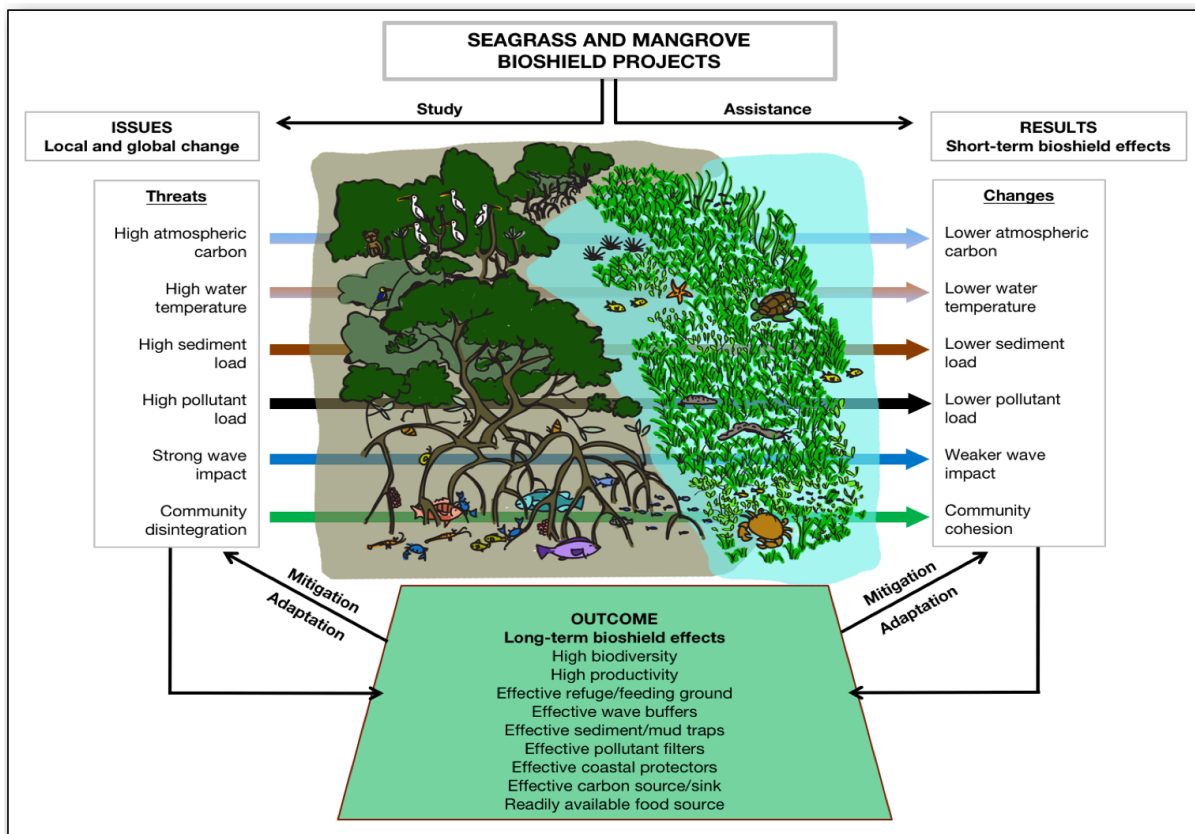 SEAGRASS AND MANGROVE
BIOSHIELD PROJECTS
Study
Assistance
ISSUES
Local and global change
RESULTS
Short-term bioshield effects
Threats
High atmospheric
carbon
High water
temperature
High sediment
load
High pollutant
load
Strong wave
impact
Community
disintegration
Changes
Lower atmospheric
carbon
Lower water
temperature
Lower sediment
load
Lower pollutant
load
Weaker wave
impact
Community
cohesion
Mitigation
Adaptation
Mitigation
Adaptation
OUTCOME
Long-term bioshield effects
High biodiversity
High productivity
Effective refuge/feeding ground
Effective wave buffers
Effective sediment/mud traps
Effective pollutant filters
Effective coastal protectors
Effective carbon source/sink
Readily available food source